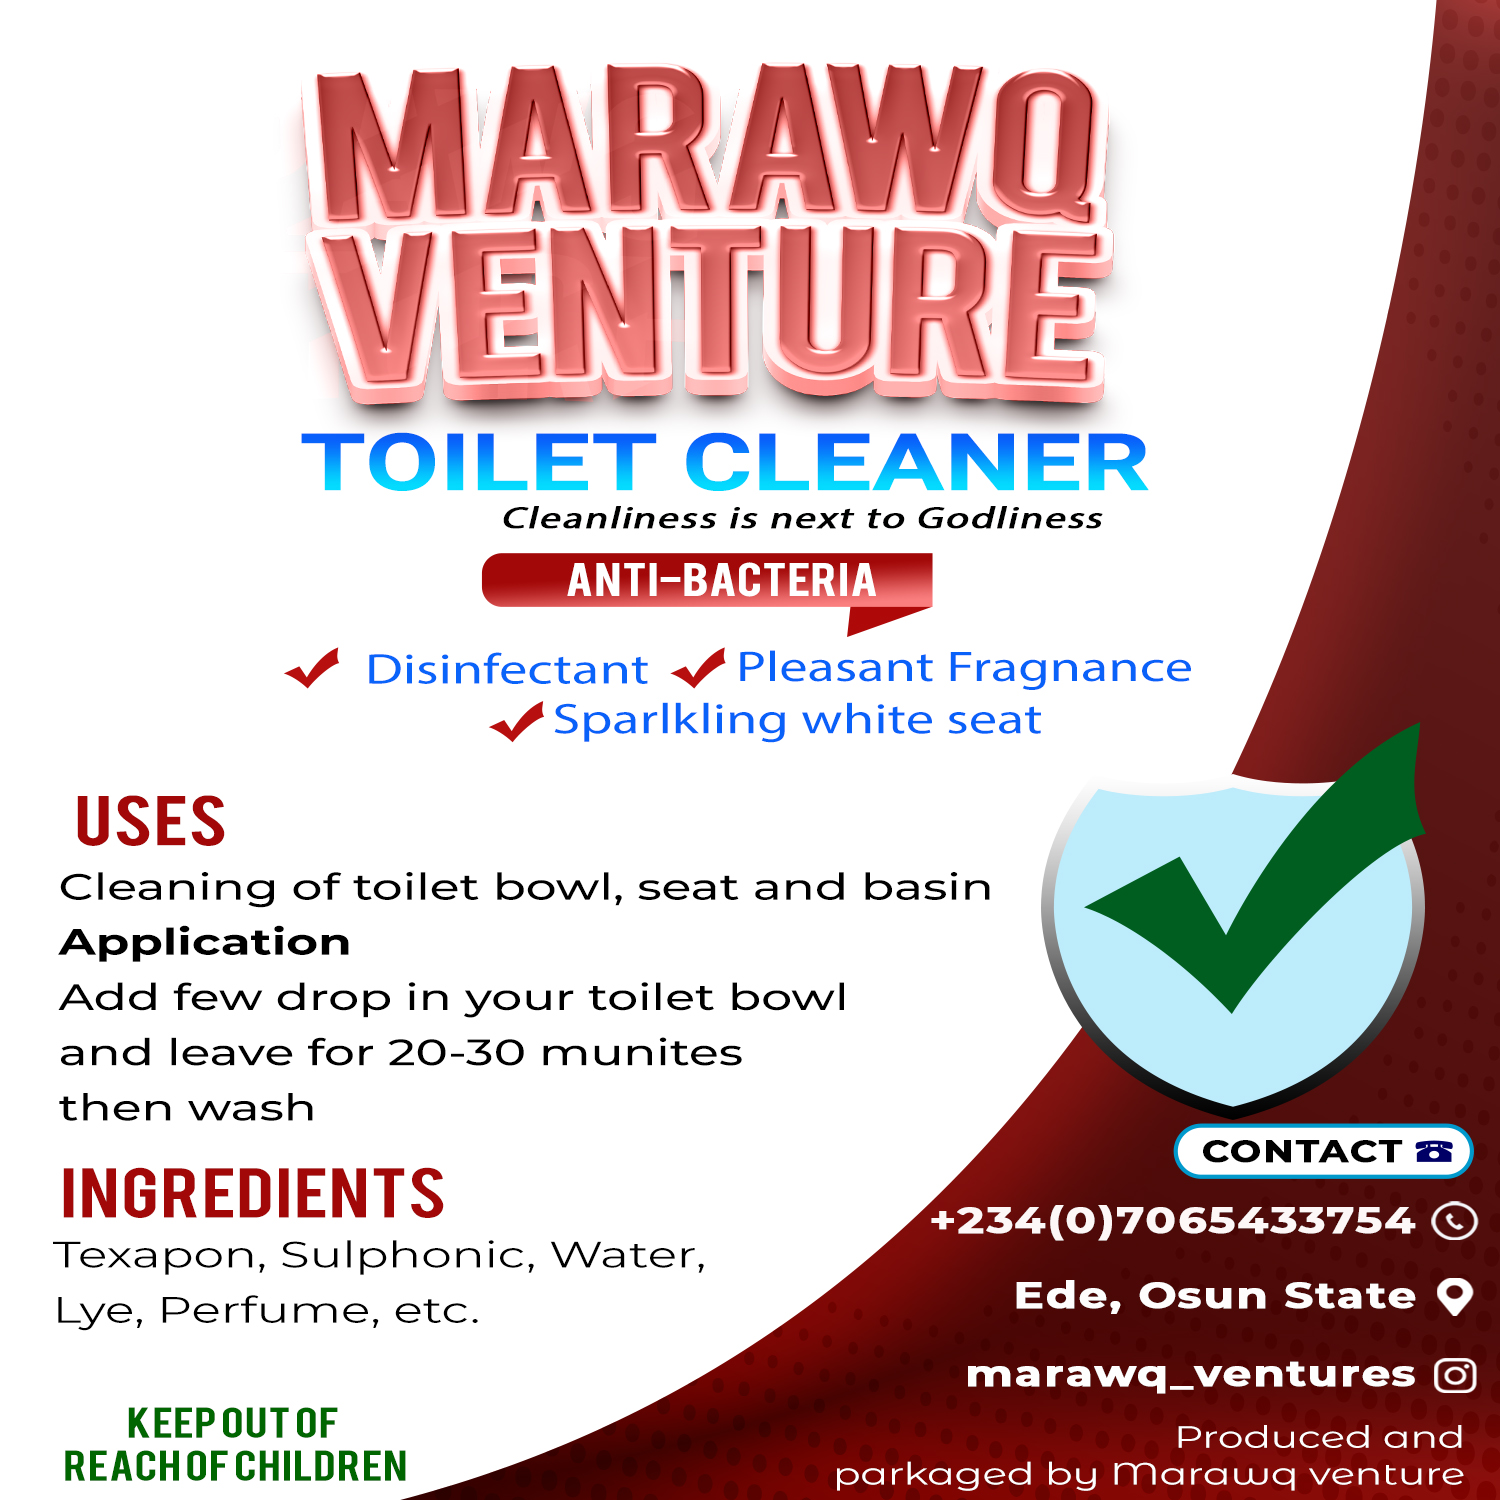 MARAWQ
VENTURE
TOILET CLEANER
Cleanliness is next to Godliness
ANTI-BACTERIA
Disinfectant Pleasant Fragnance
Sparlkling white seat
USES
Cleaning of toilet bowl, seat and basin
Application
Add few drop in your toilet bowl
and leave for 20-30 munites
then wash
INGREDIENTS
Texapon, Sulphonic, Water,
Lye, Perfume, etc.
KEEP OUT OF
REACH OF CHILDREN
CONTACT
+234(0)7065433754
Ede, Osun State
marawq_ventures
Produced and
parkaged by Marawq venture